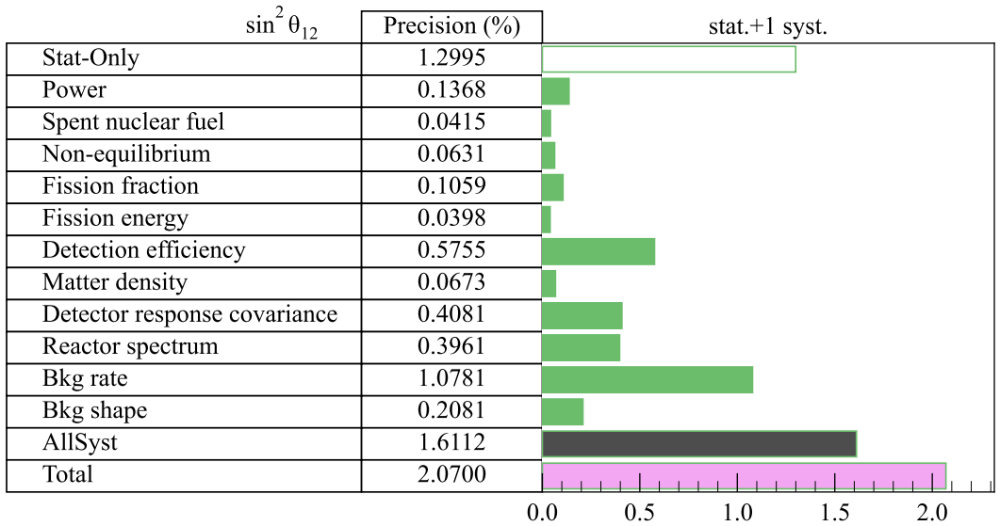 sin² θ₁₂ Precision (%) stat.+1 syst.
Stat-Only 1.2995
Power 0.1368
Spent nuclear fuel 0.0415
Non-equilibrium 0.0631
Fission fraction 0.1059
Fission energy 0.0398
Detection efficiency 0.5755
Matter density 0.0673
Detector response covariance 0.4081
Reactor spectrum 0.3961
Bkg rate 1.0781
Bkg shape 0.2081
AllSyst 1.6112
Total 2.0700
0.0 0.5 1.0 1.5 2.0